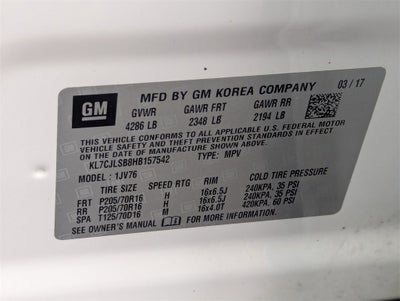 GM
MFD BY GM KOREA COMPANY
03 / 17
GVWR GAWR FRT GAWR RR
4286 LB 2348 LB 2194 LB
THIS VEHICLE CONFORMS TO ALL APPLICABLE U.S. FEDERAL MOTOR
VEHICLE SAFETY, BUMPER, AND THEFT PREVENTION STANDARDS
IN EFFECT ON THE DATE OF MANUFACTURE SHOWN ABOVE.
KL7CJLSB8HB157542 TYPE: MPV
MODEL: 1JV76
TIRE SIZE SPEED RTG RIM COLD TIRE PRESSURE
FRT P205/70R16 H 16x6.5J 240KPA, 35 PSI
RR P205/70R16 H 16x6.5J 240KPA, 35 PSI
SPA T125/70D16 M 16x4.0T 420KPA, 60 PSI
SEE OWNER'S MANUAL FOR MORE INFORMATION.